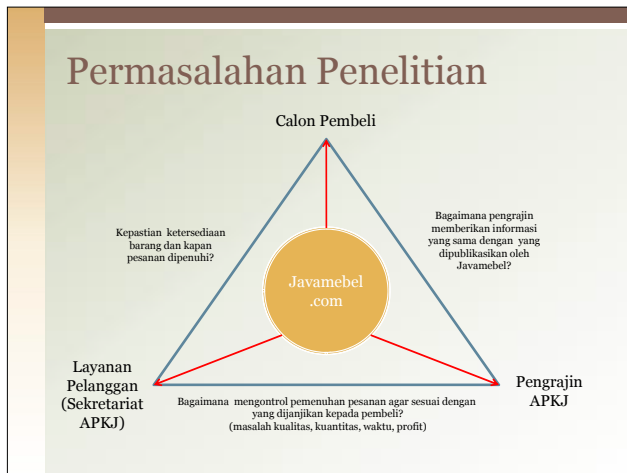 Permasalahan Penelitian
Calon Pembeli
Kepastian ketersediaan
barang dan kapan
pesanan dipenuhi?
Bagaimana pengrajin
memberikan informasi
yang sama dengan yang
dipublikasikan oleh
Javamebel?
Javamebel
.com
Layanan
Pelanggan
(Sekretariat
APKJ)
Pengrajin
APKJ
Bagaimana mengontrol pemenuhan pesanan agar sesuai dengan
yang dijanjikan kepada pembeli?
(masalah kualitas, kuantitas, waktu, profit)